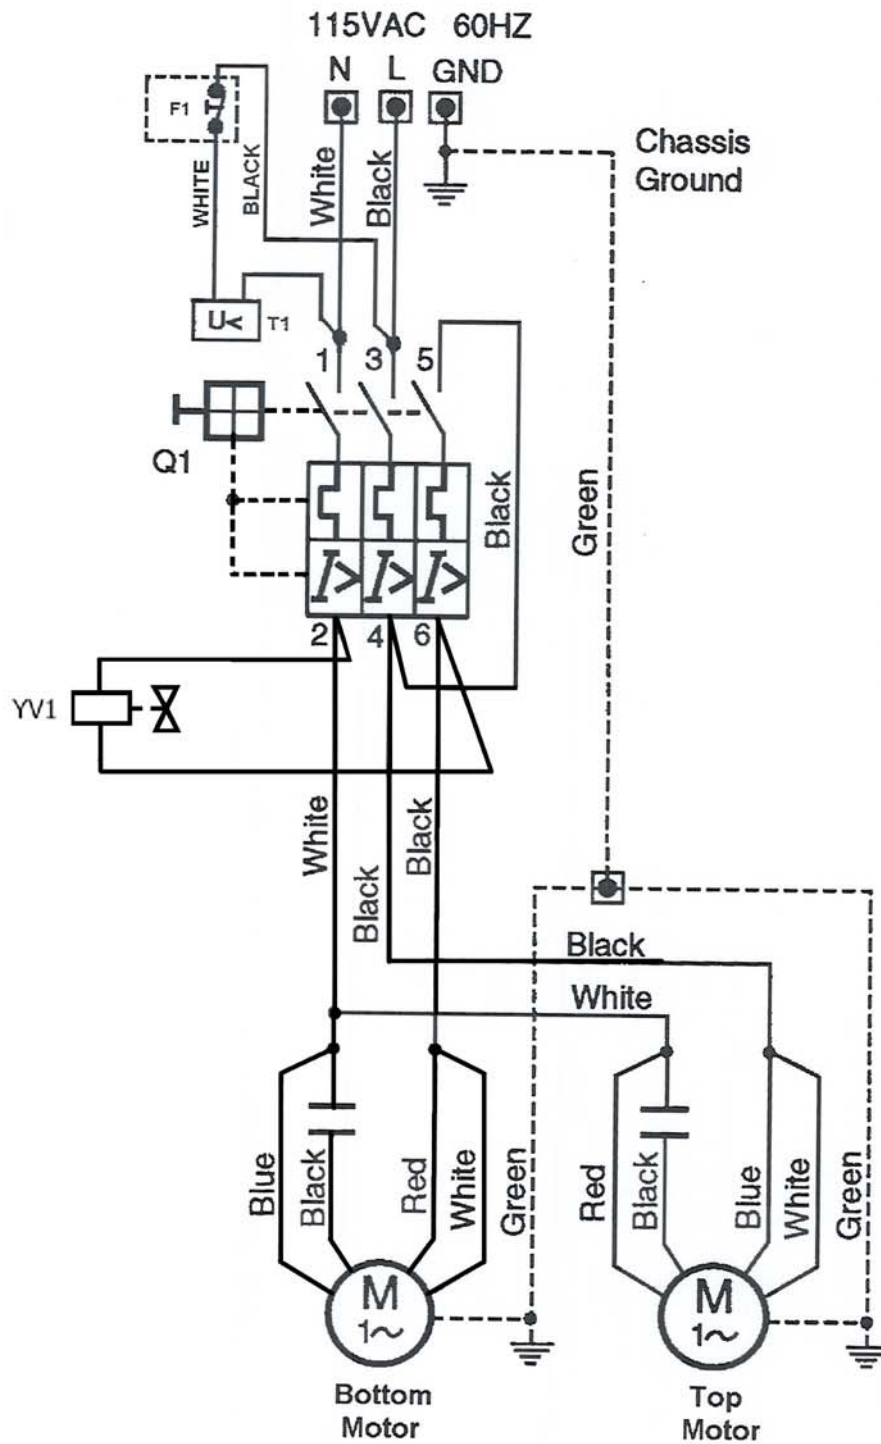 115VAC 60HZ
N L GND
F1
WHITE
BLACK
White
Black
Chassis
Ground
U<
T1
1 3 5
Q1
Black
Green
I> I> I>
2 4 6
YV1
White
Black
Black
Black
White
Blue
Black
Red
White
Green
Red
Black
Blue
White
Green
M
1~
M
1~
Bottom
Motor
Top
Motor